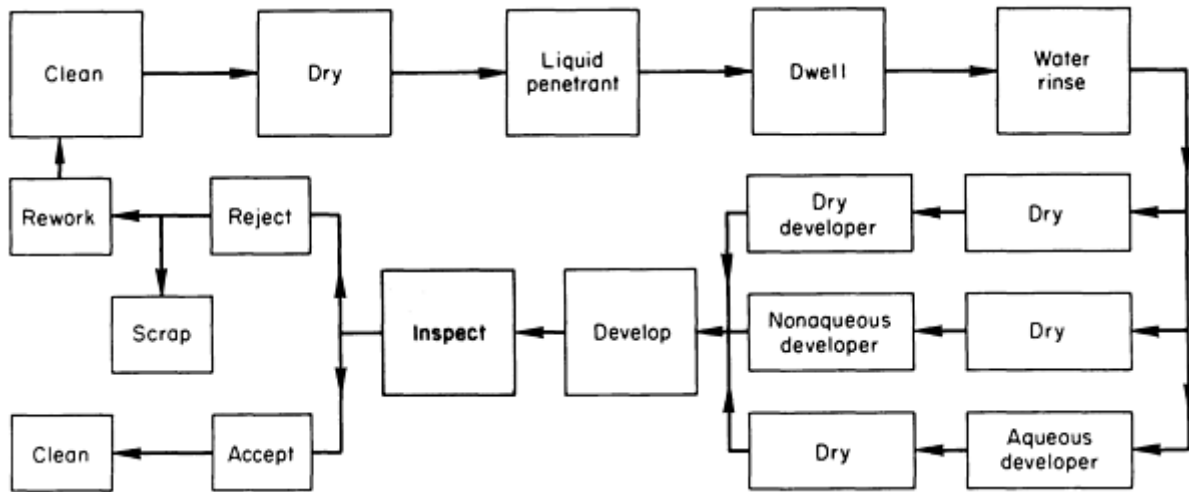 Clean
Dry
Liquid
penetrant
Dwell
Water
rinse
Rework
Reject
Dry
developer
Dry
Scrap
Inspect
Develop
Nonaqueous
developer
Dry
Clean
Accept
Dry
Aqueous
developer